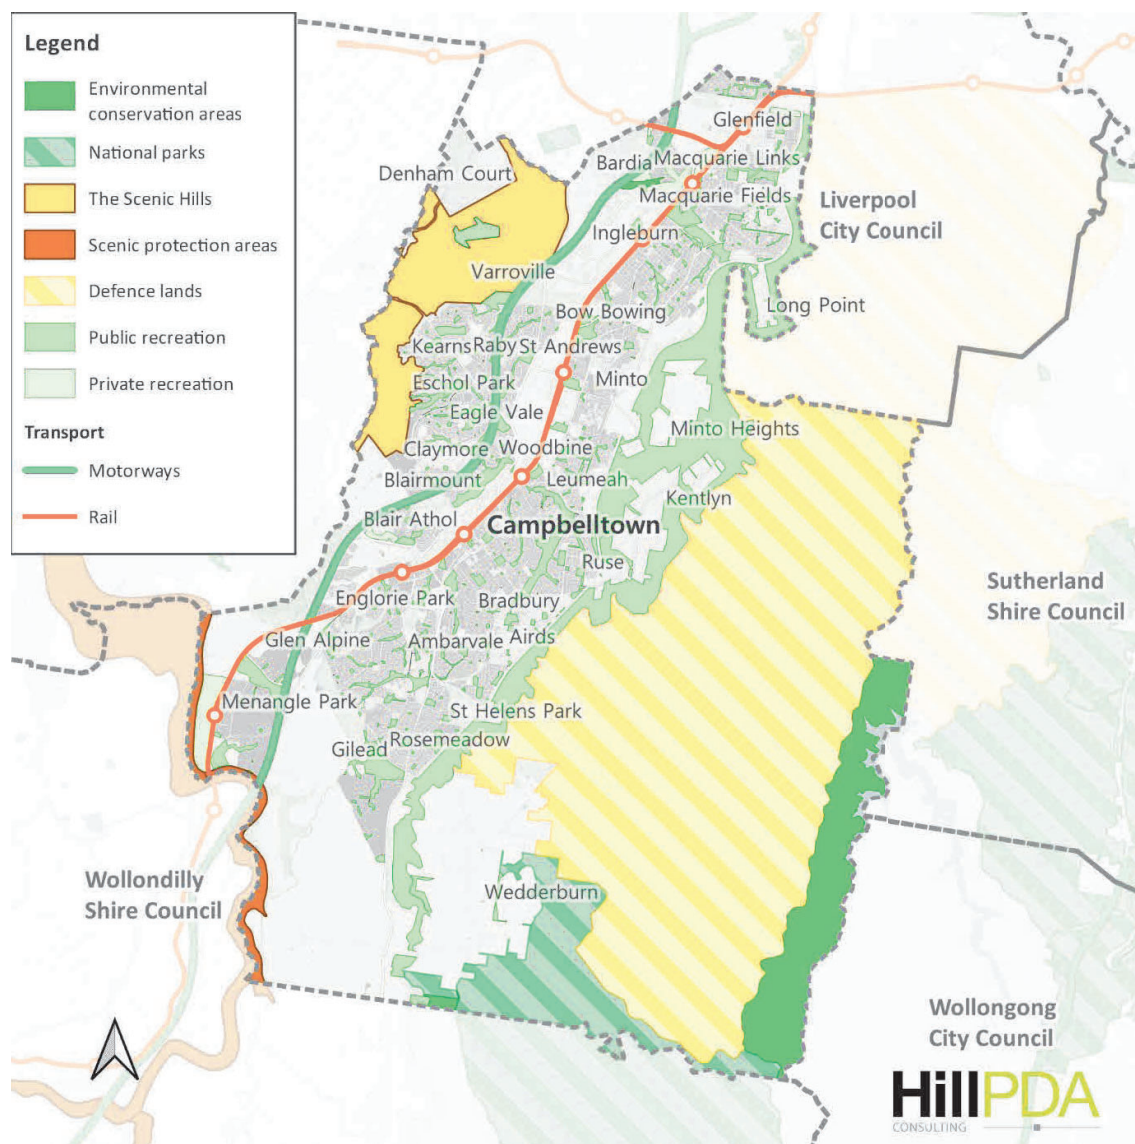 Legend
Environmental
conservation areas
National parks
The Scenic Hills
Scenic protection areas
Defence lands
Public recreation
Private recreation
Transport
Motorways
Rail
Glenfield
Bardia
Macquarie Links
Denham Court
Macquarie Fields
Liverpool
City Council
Ingleburn
Varroville
Long Point
Bow Bowing
Kearns
Raby
St Andrews
Eschol Park
Minto
Eagle Vale
Minto Heights
Claymore
Woodbine
Blairmount
Leumeah
Kentlyn
Blair Athol
Campbelltown
Ruse
Sutherland
Shire Council
Englorie Park
Bradbury
Glen Alpine
Ambarvale
Airds
Menangle Park
St Helens Park
Gilead
Rosemeadow
Wollondilly
Shire Council
Wedderburn
Wollongong
City Council
HillPDA
CONSULTING